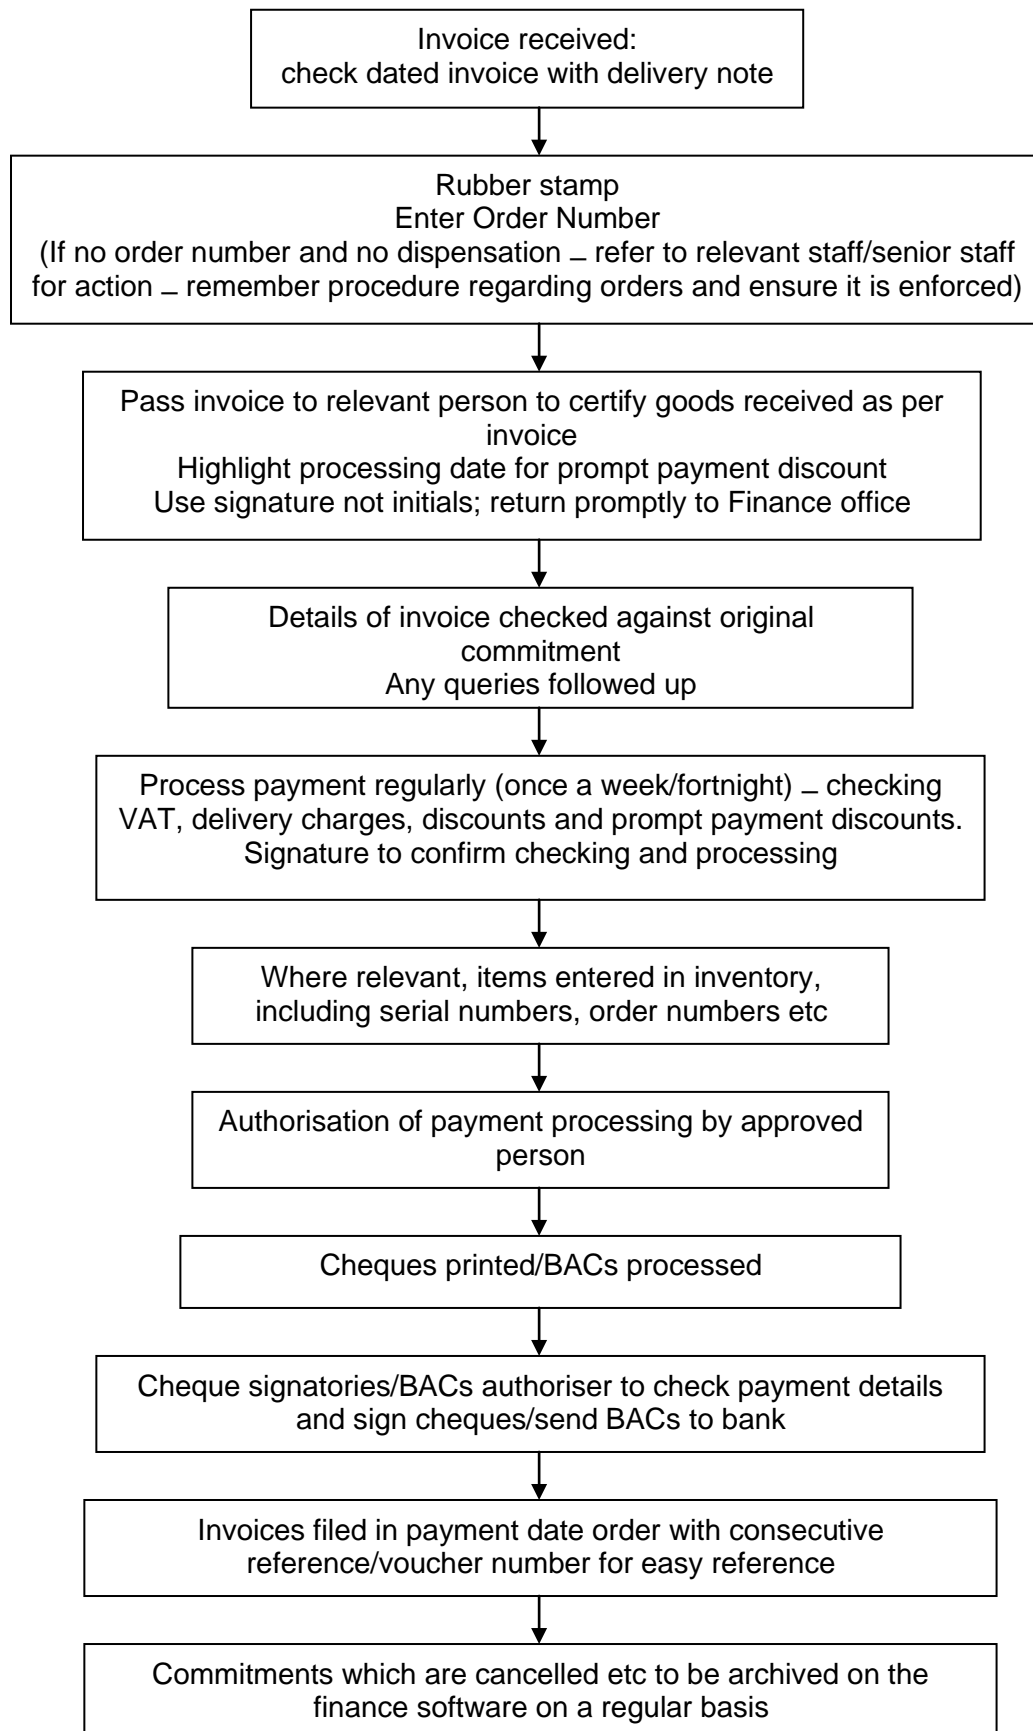 Invoice received:
check dated invoice with delivery note
Rubber stamp
Enter Order Number
(If no order number and no dispensation – refer to relevant staff/senior staff
for action – remember procedure regarding orders and ensure it is enforced)
Pass invoice to relevant person to certify goods received as per
invoice
Highlight processing date for prompt payment discount
Use signature not initials; return promptly to Finance office
Details of invoice checked against original
commitment
Any queries followed up
Process payment regularly (once a week/fortnight) – checking
VAT, delivery charges, discounts and prompt payment discounts.
Signature to confirm checking and processing
Where relevant, items entered in inventory,
including serial numbers, order numbers etc
Authorisation of payment processing by approved
person
Cheques printed/BACs processed
Cheque signatories/BACs authoriser to check payment details
and sign cheques/send BACs to bank
Invoices filed in payment date order with consecutive
reference/voucher number for easy reference
Commitments which are cancelled etc to be archived on the
finance software on a regular basis